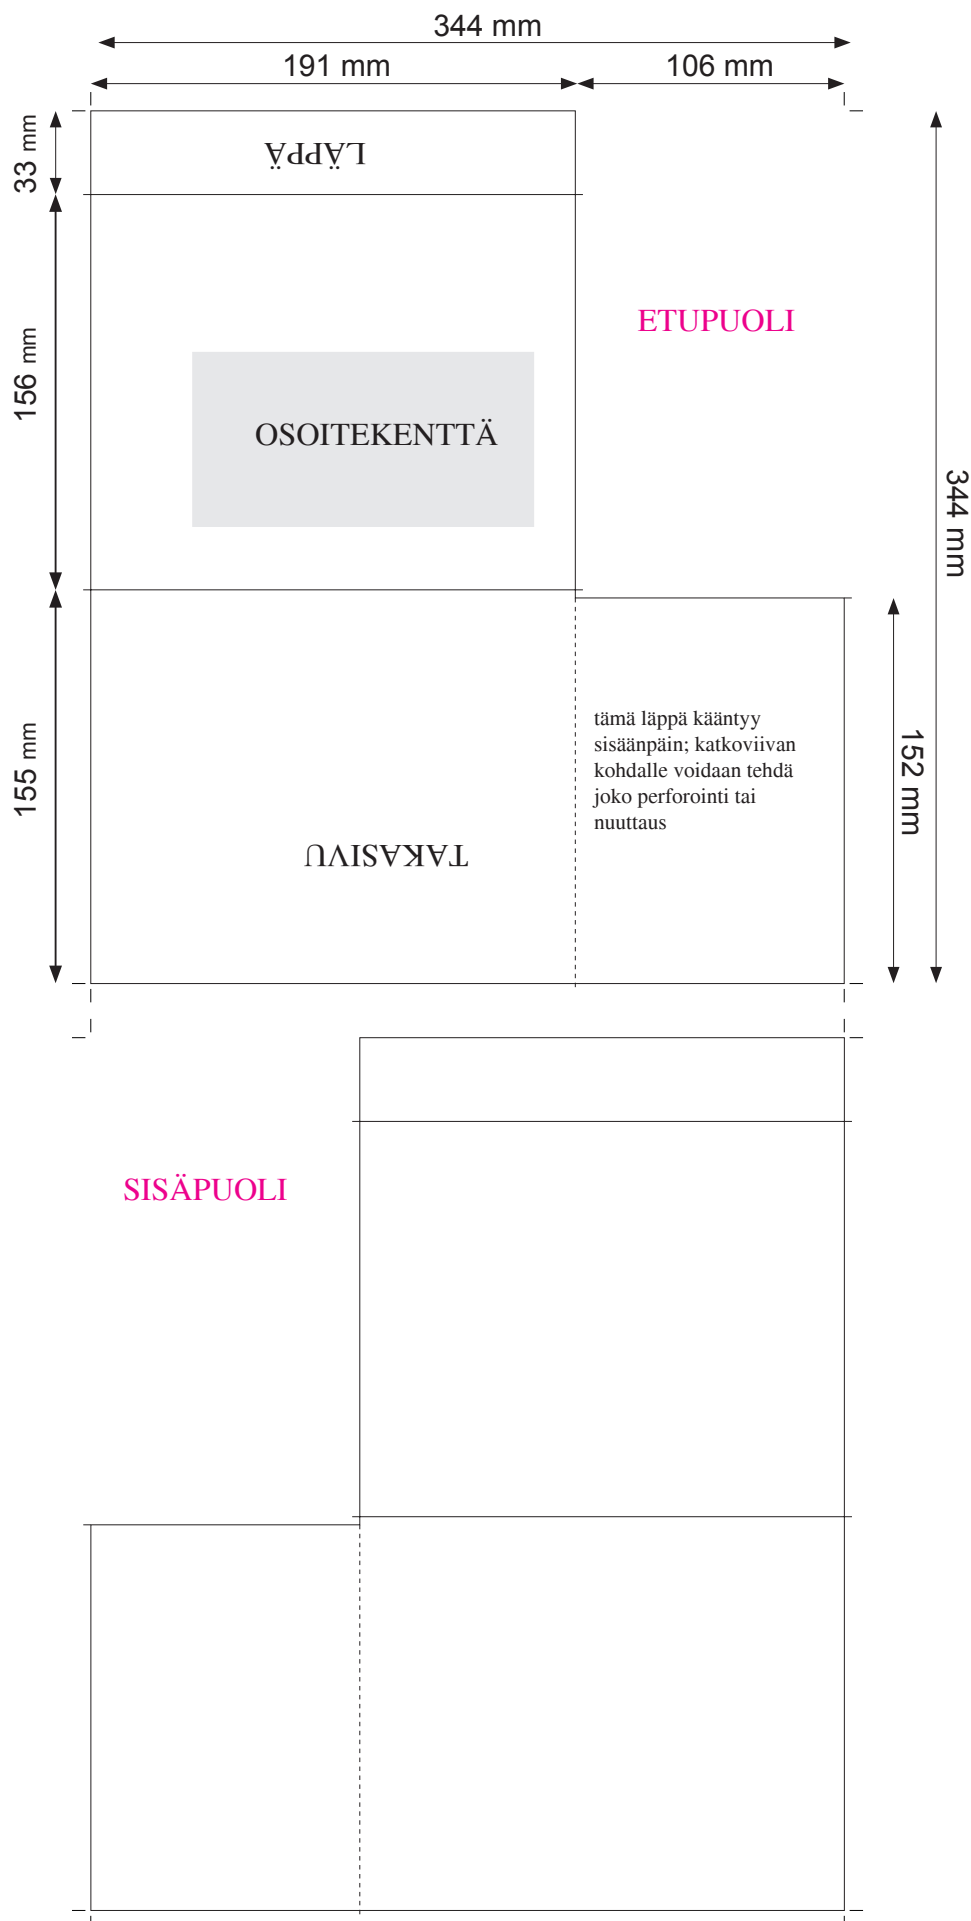 344 mm
191 mm
106 mm
33 mm
LÄPPÄ
156 mm
ETUPUOLI
OSOITEKENTTÄ
344 mm
155 mm
tämä läppä kääntyy
sisäänpäin; katkoviivan
kohdalle voidaan tehdä
joko perforointi tai
nuuttaus
152 mm
TAKASIVU
SISÄPUOLI